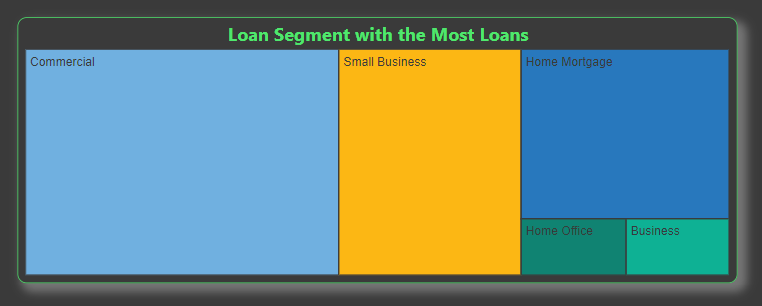 Loan Segment with the Most Loans
Commercial
Small Business
Home Mortgage
Home Office
Business